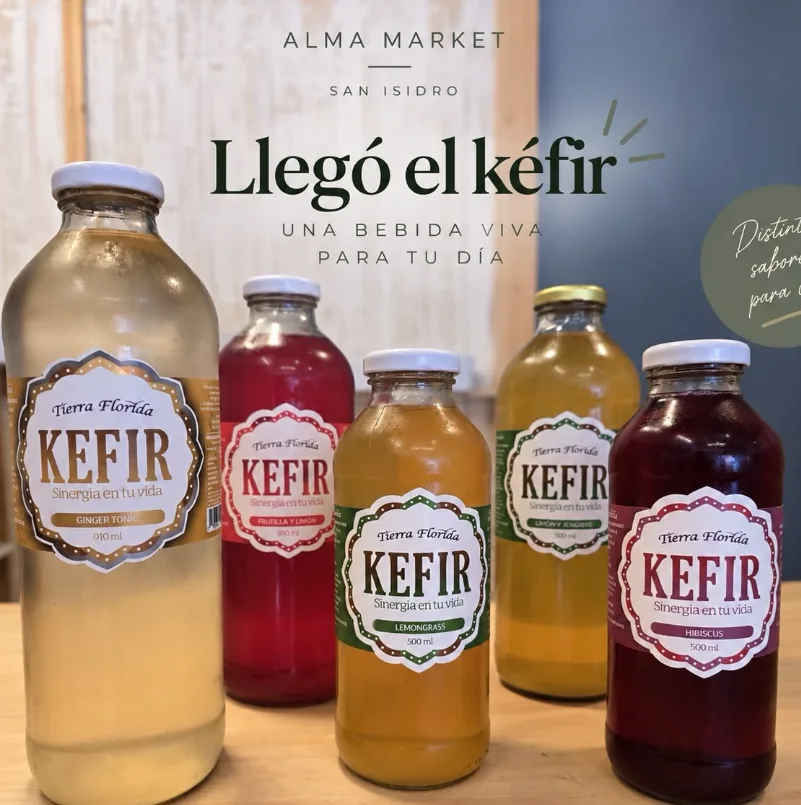 ALMA MARKET
SAN ISIDRO
Llegó el kéfir
UNA BEBIDA VIVA
PARA TU DÍA
sabor
para
Tierra Florida
KEFIR
Sinergia en tu vida
GINGER TONIC
910 ml
Tierra Florida
KEFIR
Sinergia en tu vida
FRUTILLA Y LIMÓN
910 ml
Tierra Florida
KEFIR
Sinergia en tu vida
LEMONGRASS
500 ml
Tierra Florida
KEFIR
Sinergia en tu vida
LIMÓN Y JENGIBRE
500 ml
Tierra Florida
KEFIR
Sinergia en tu vida
HIBISCUS
500 ml